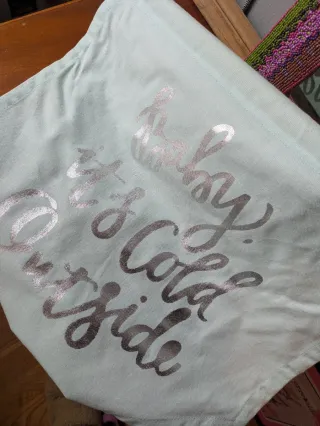 baby.
it's
Cold
Outside